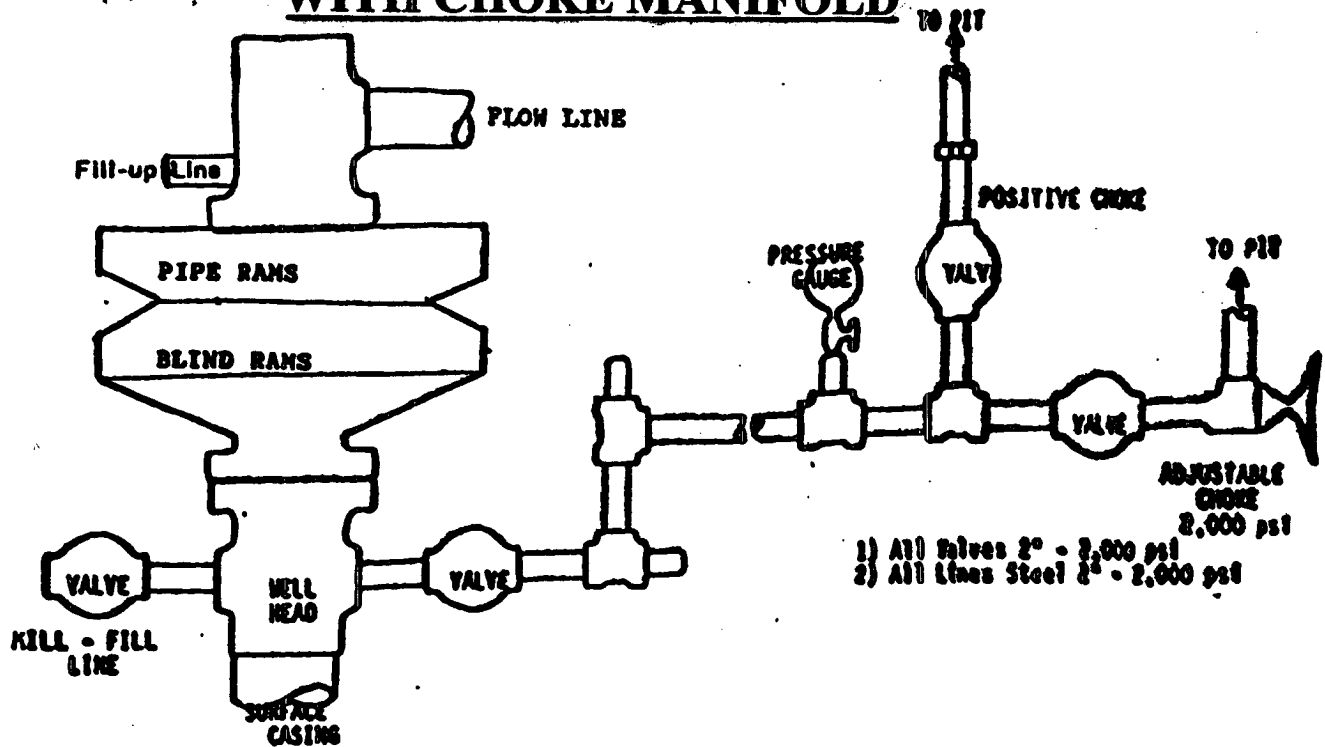 WITH CHOKE MANIFOLD
TO PIT
FLOW LINE
Fill-up Line
POSITIVE CHOKE
PIPE RAMS
PRESSURE
GAUGE
VALVE
TO PIT
BLIND RAMS
VALVE
ADJUSTABLE
CHOKE
2,000 psi
1) All Valves 2" - 2,000 psi
2) All Lines Steel 2" - 2,000 psi
VALVE
WELL
HEAD
VALVE
KILL - FILL
LINE
SURFACE
CASING